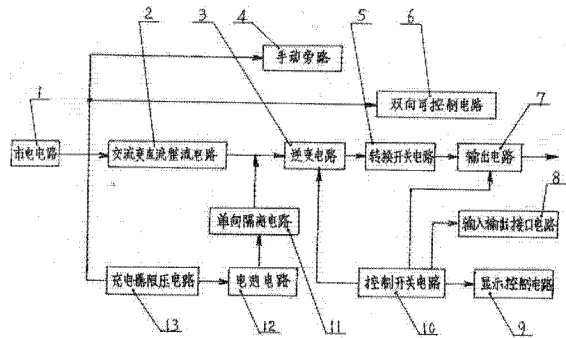 1
2
3
4
5
6
7
8
手动旁路
双向可控制电路
市电电路
交流变直流整流电路
逆变电路
转换开关电路
输出电路
单向隔离电路
输入输出接口电路
充电器限压电路
电池电路
控制开关电路
显示控制电路
13
12
11
10
9